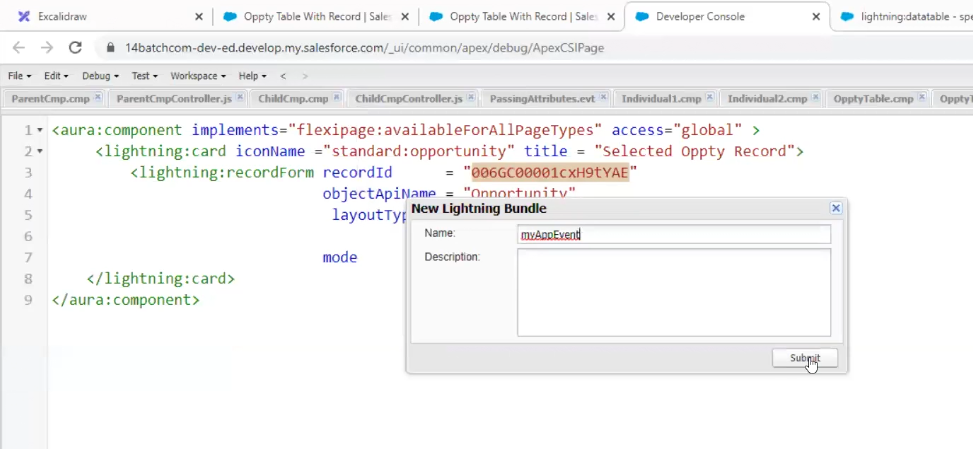 Excalidraw
Oppty Table With Record | Sales
Oppty Table With Record | Sales
Developer Console
lightning:datatable - spe
14batchcom-dev-ed.develop.my.salesforce.com/_ui/common/apex/debug/ApexCSIPage
File Edit Debug Test Workspace Help < >
ParentCmp.cmp ParentCmpController.js ChildCmp.cmp ChildCmpController.js PassingAttributes.evt Individual1.cmp Individual2.cmp OpptyTable.cmp OpptyT
1 <aura:component implements="flexipage:availableForAllPageTypes" access="global" >
2 <lightning:card iconName ="standard:opportunity" title = "Selected Oppty Record">
3 <lightning:recordForm recordId = "006GC00001cxH9tYAE"
4 objectApiName = "Opportunity"
5 layoutTyp
6
7 mode
8 </lightning:card>
9 </aura:component>
New Lightning Bundle
Name:
myAppEvent
Description:
Submit